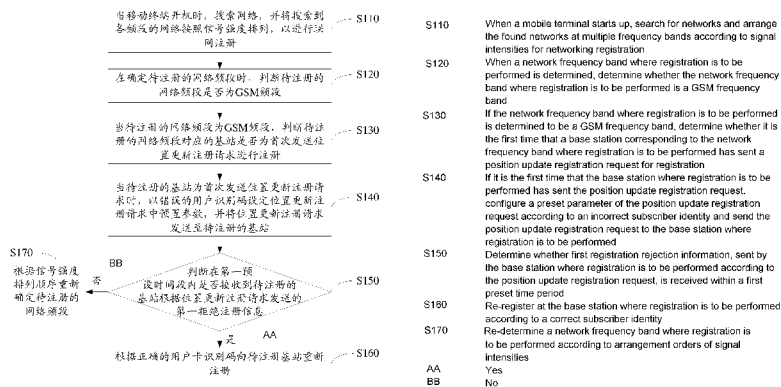 当移动终端开机时，搜索网络，并将搜索到
各频段的网络按照信号强度排列，以进行联
网注册
S110
在确定待注册的网络频段时，判断待注册的
网络频段是否为GSM频段
S120
当待注册的网络频段为GSM频段，判断待注
册的网络频段对应的基站是否为首次发送位
置更新注册请求进行注册
S130
当待注册的基站为首次发送位置更新注册请
求时，以错误的用户识别码设定位置更新注
册请求中预置参数，并将位置更新注册请求
发送至待注册的基站
S140
S170
根据信号强度
排列顺序重新
确定待注册的
网络频段
BB
否
判断在第一预
设时间段内是否接收到待注册的
基站根据位置更新注册请求发送的
第一拒绝注册信息
S150
AA
是
根据正确的用户卡识别码向待注册基站重新
注册
S160
S110 When a mobile terminal starts up, search for networks and arrange
the found networks at multiple frequency bands according to signal
intensities for networking registration
S120 When a network frequency band where registration is to be
performed is determined, determine whether the network frequency
band where registration is to be performed is a GSM frequency
band
S130 If the network frequency band where registration is to be performed
is determined to be a GSM frequency band, determine whether it is
the first time that a base station corresponding to the network
frequency band where registration is to be performed has sent a
position update registration request for registration
S140 If it is the first time that the base station where registration is to be
performed has sent the position update registration request,
configure a preset parameter of the position update registration
request according to an incorrect subscriber identity and send the
position update registration request to the base station where
registration is to be performed
S150 Determine whether first registration rejection information, sent by
the base station where registration is to be performed according to
the position update registration request, is received within a first
preset time period
S160 Re-register at the base station where registration is to be performed
according to a correct subscriber identity
S170 Re-determine a network frequency band where registration is
to be performed according to arrangement orders of signal
intensities
AA Yes
BB No